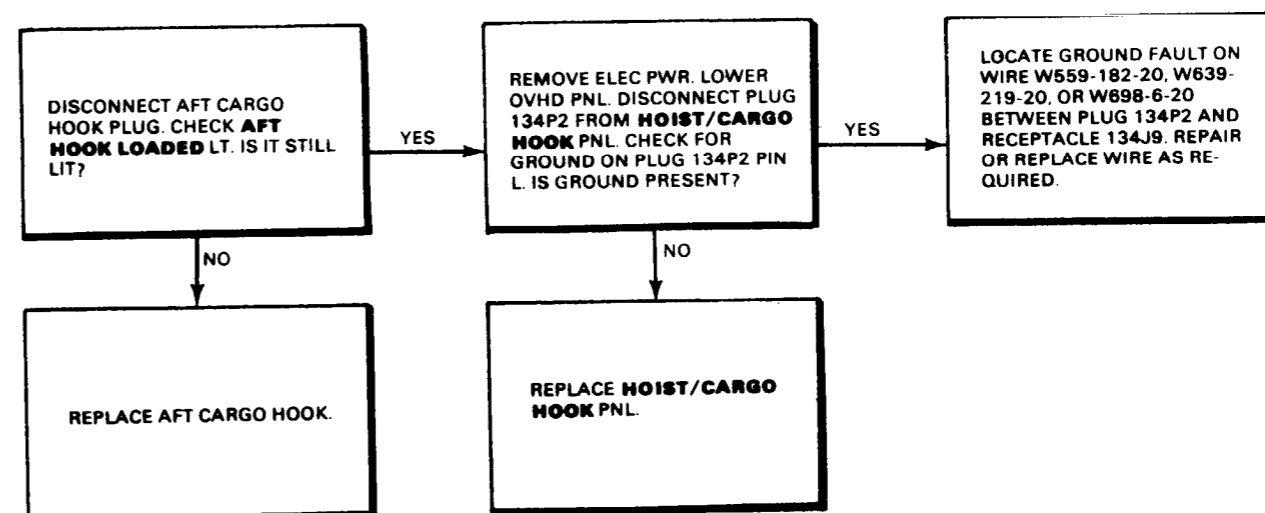 DISCONNECT AFT CARGO
HOOK PLUG. CHECK AFT
HOOK LOADED LT. IS IT STILL
LIT?
YES
REMOVE ELEC PWR. LOWER
OVHD PNL. DISCONNECT PLUG
134P2 FROM HOIST/CARGO
HOOK PNL. CHECK FOR
GROUND ON PLUG 134P2 PIN
L. IS GROUND PRESENT?
YES
LOCATE GROUND FAULT ON
WIRE W559-182-20, W639-
219-20, OR W698-6-20
BETWEEN PLUG 134P2 AND
RECEPTACLE 134J9. REPAIR
OR REPLACE WIRE AS RE-
QUIRED.
NO
NO
REPLACE AFT CARGO HOOK.
REPLACE HOIST/CARGO
HOOK PNL.